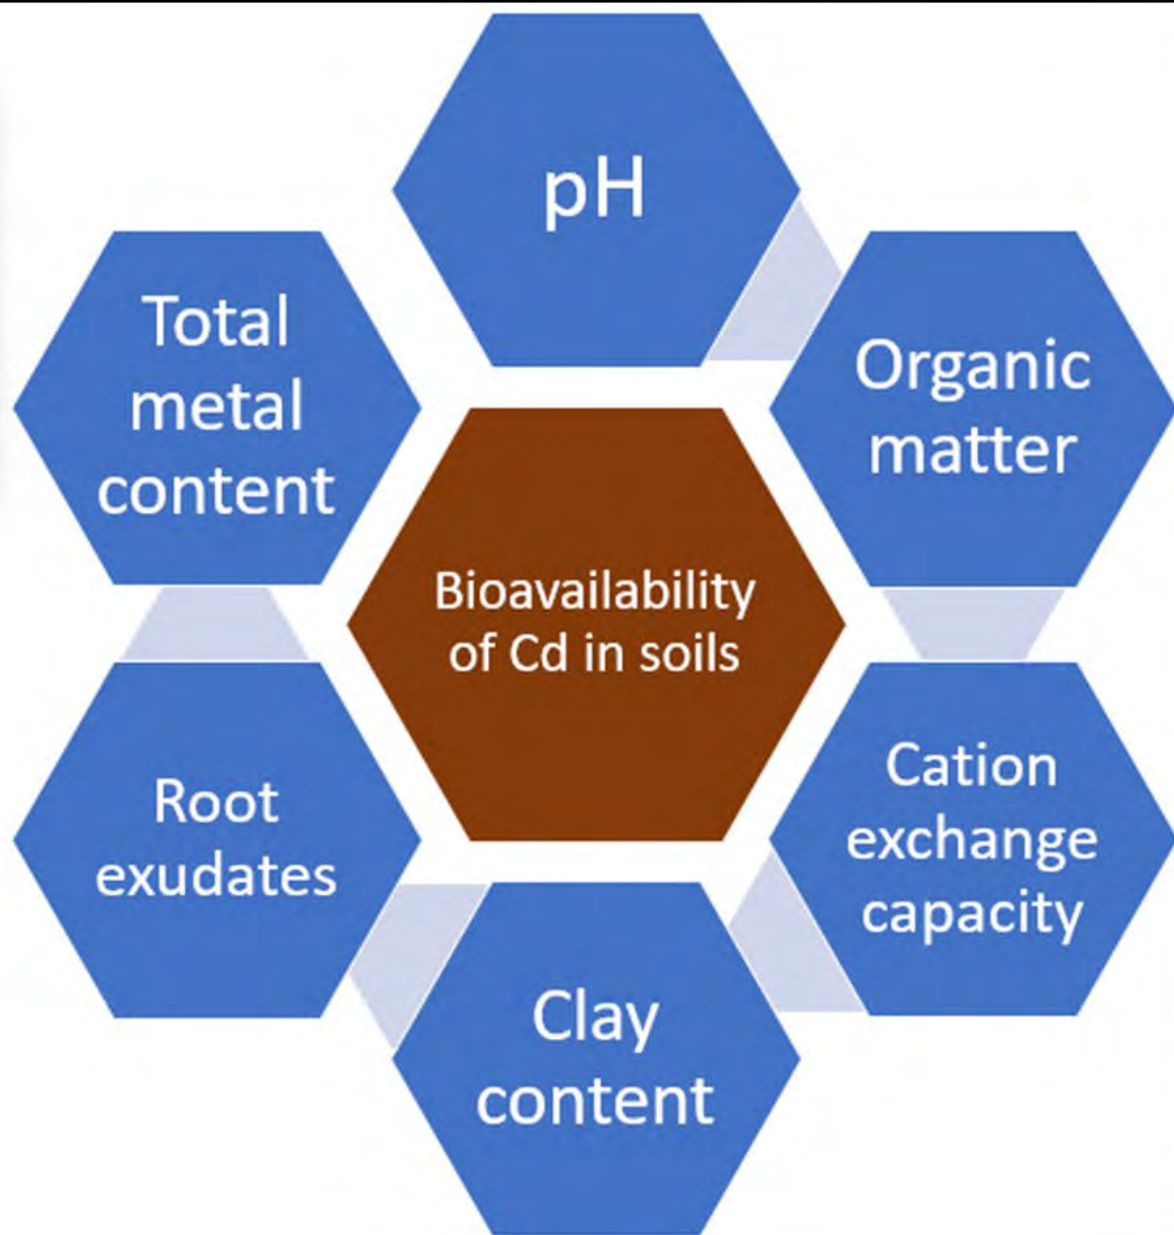 pH
Organic
matter
Cation
exchange
capacity
Clay
content
Root
exudates
Total
metal
content
Bioavailability
of Cd in soils